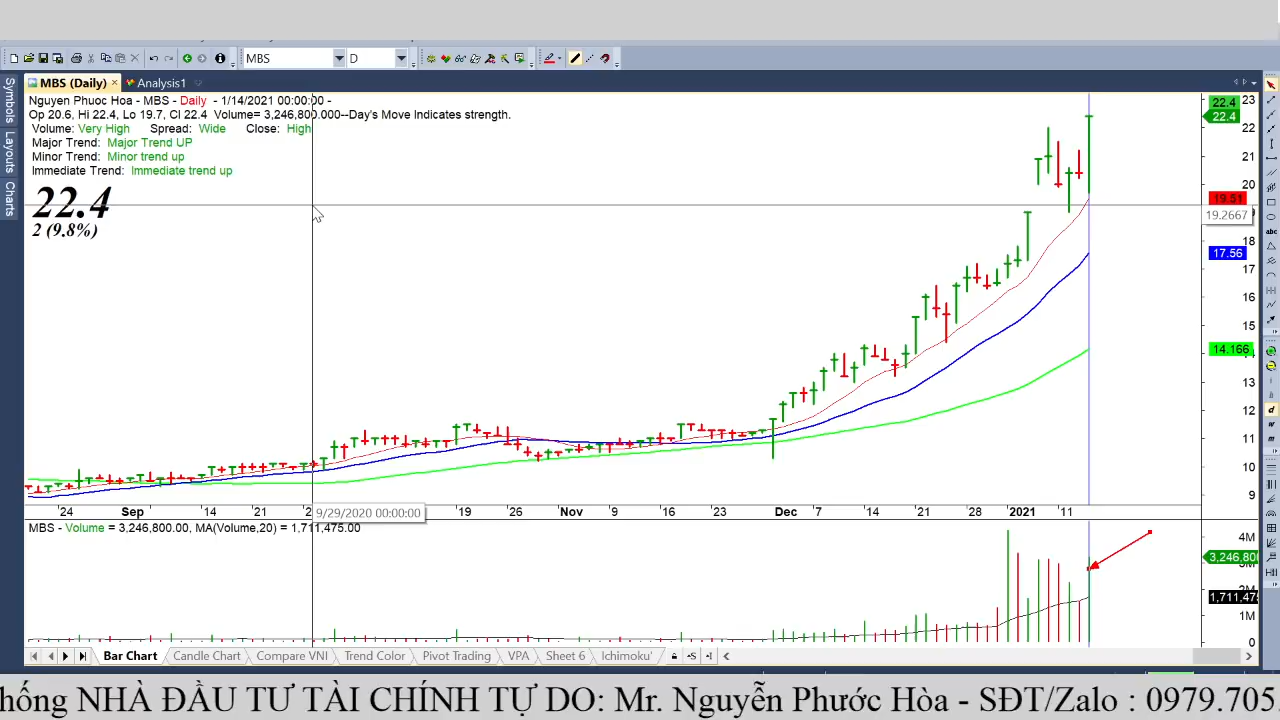 MBS
D
MBS (Daily)
Analysis1
Symbols
Layouts
Charts
Nguyen Phuoc Hoa - MBS - Daily - 1/14/2021 00:00:00 -
Op 20.6, Hi 22.4, Lo 19.7, Cl 22.4 Volume= 3,246,800.000--Day's Move Indicates strength.
Volume: Very High Spread: Wide Close: High
Major Trend: Major Trend UP
Minor Trend: Minor trend up
Immediate Trend: Immediate trend up
22.4
2 (9.8%)
23
22.4
22.4
22
21
20
19.51
19.2667
18
17.56
17
16
15
14.166
13
12
11
10
9
24 Sep 14 21 9/29/2020 00:00:00 19 26 Nov 9 16 23 Dec 7 14 21 28 2021 11
MBS - Volume = 3,246,800.00, MA(Volume,20) = 1,711,475.00
4M
3,246,800
1,711,475
1M
0
Bar Chart Candle Chart Compare VNI Trend Color Pivot Trading VPA Sheet 6 Ichimoku'
hống NHÀ ĐẦU TƯ TÀI CHÍNH TỰ DO: Mr. Nguyễn Phước Hòa - SĐT/Zalo : 0979.705.